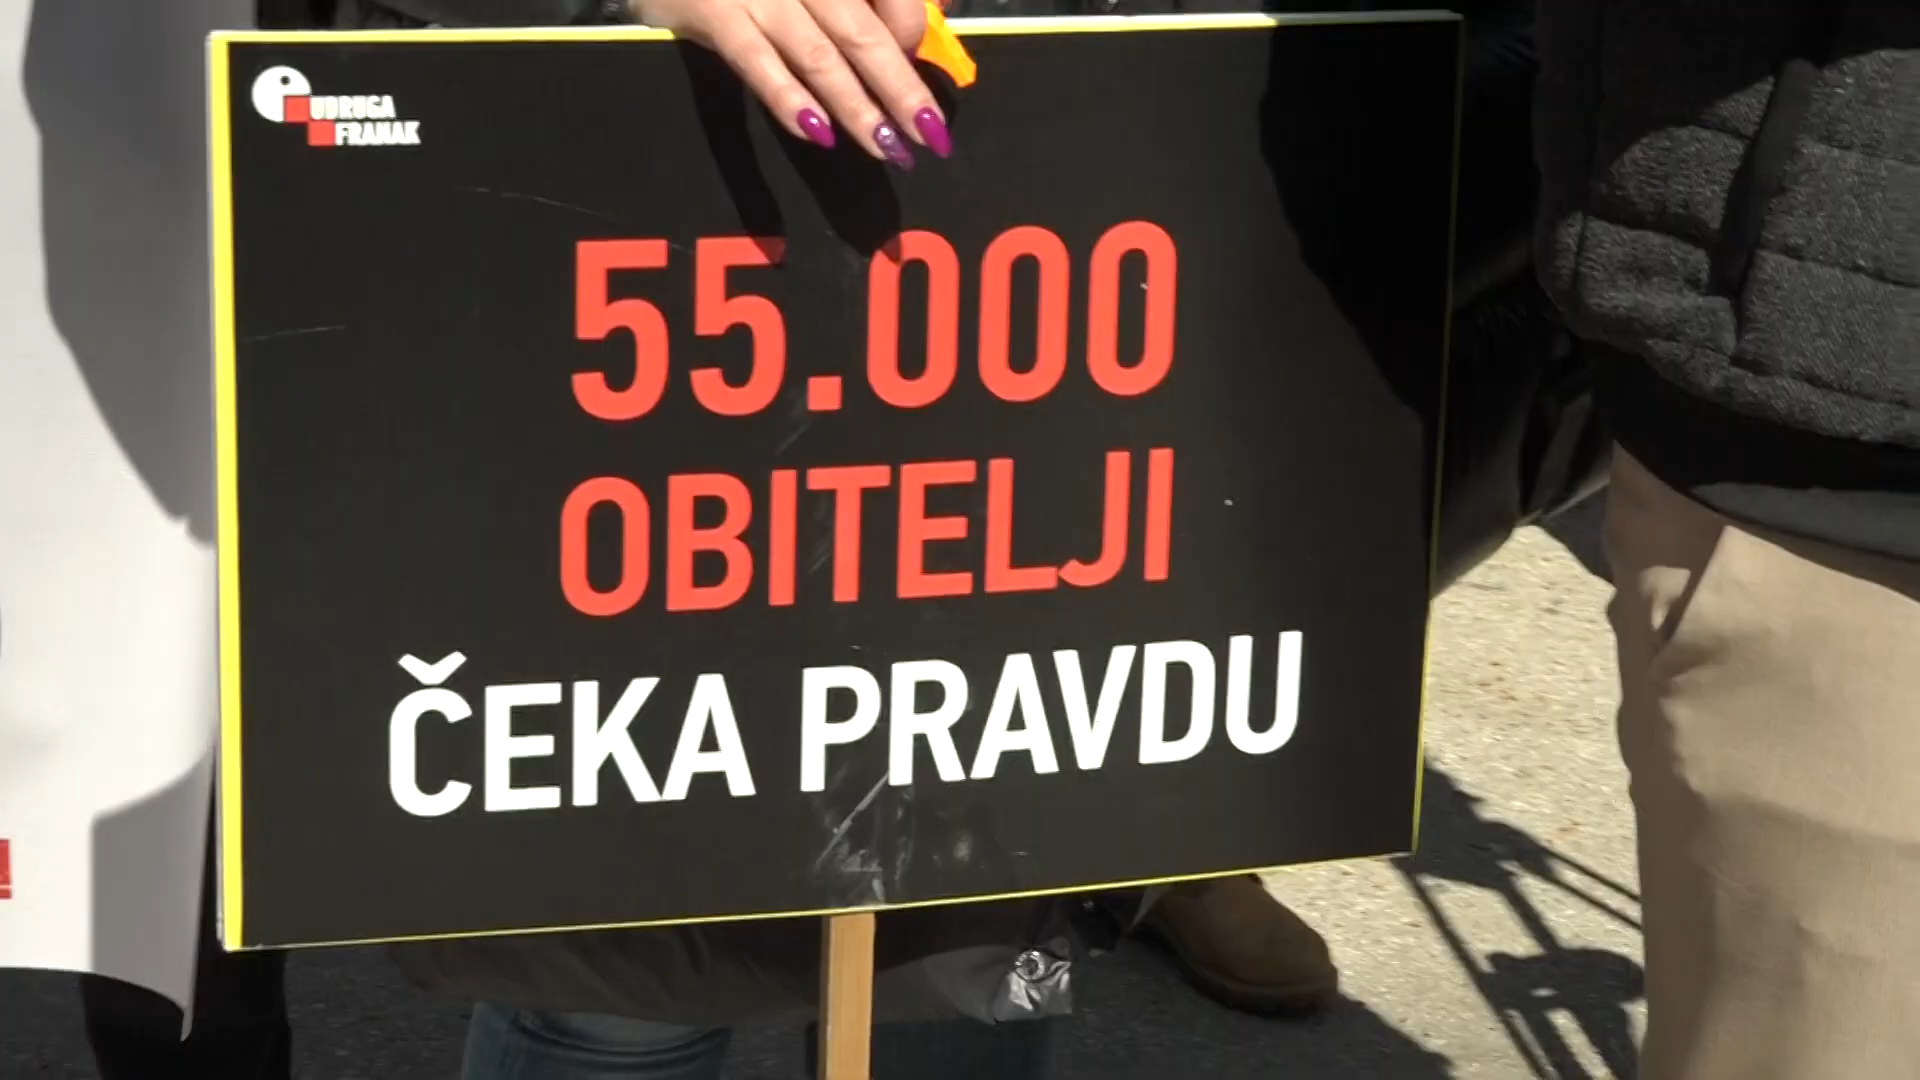 UDRUGA
FRANAK
55.000
OBITELJI
ČEKA PRAVDU